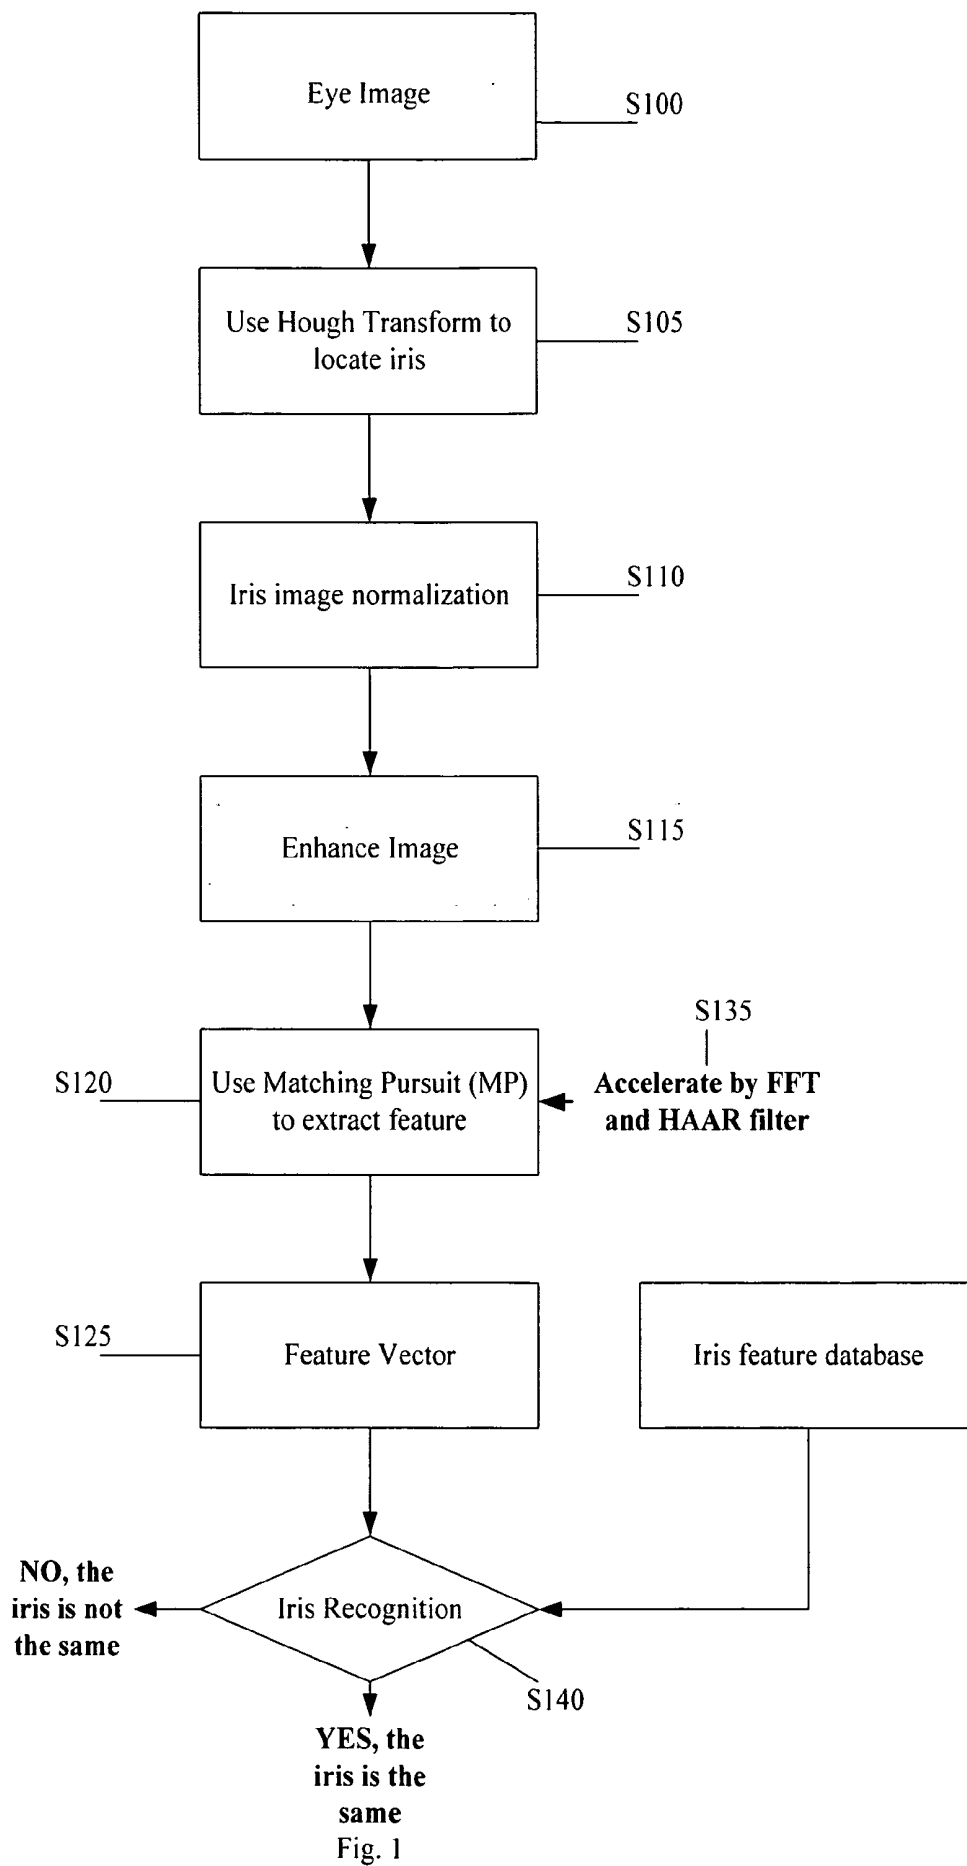 Eye Image
S100
Use Hough Transform to
locate iris
S105
Iris image normalization
S110
Enhance Image
S115
S135
S120
Use Matching Pursuit (MP)
to extract feature
Accelerate by FFT
and HAAR filter
S125
Feature Vector
Iris feature database
NO, the
iris is not
the same
Iris Recognition
S140
YES, the
iris is the
same
Fig. 1